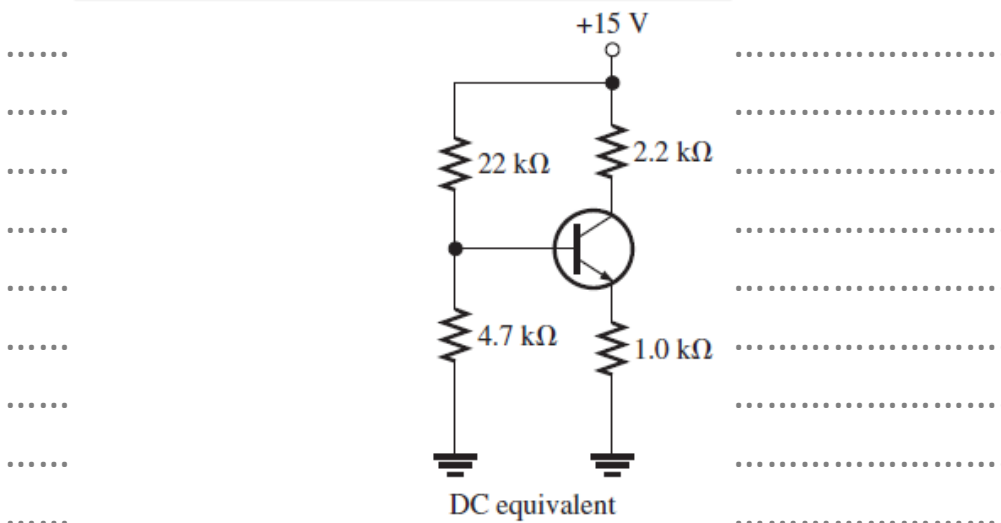 +15 V
2.2 kΩ
22 kΩ
4.7 kΩ
1.0 kΩ
DC equivalent